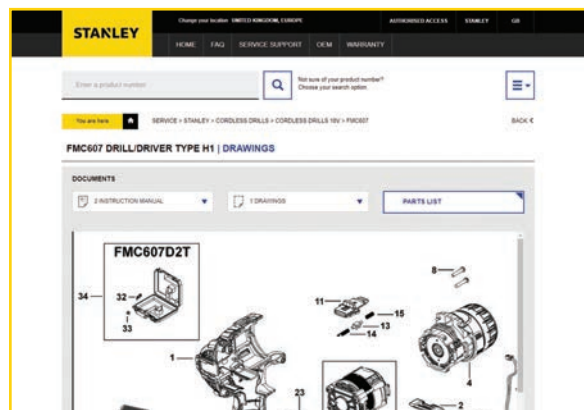 STANLEY
Change your location UNITED KINGDOM, EUROPE
AUTHORISED ACCESS STANLEY GB
HOME FAQ SERVICE SUPPORT OEM WARRANTY
Enter a product number
Not sure of your product number?
Choose your search option
You are here
SERVICE > STANLEY > CORDLESS DRILLS > CORDLESS DRILLS 18V > FMC607
BACK
FMC607 DRILL/DRIVER TYPE H1 | DRAWINGS
DOCUMENTS
2 INSTRUCTION MANUAL
1 DRAWINGS
PARTS LIST
FMC607D2T
34
32
33
1
11
15
13
14
8
4
23
2